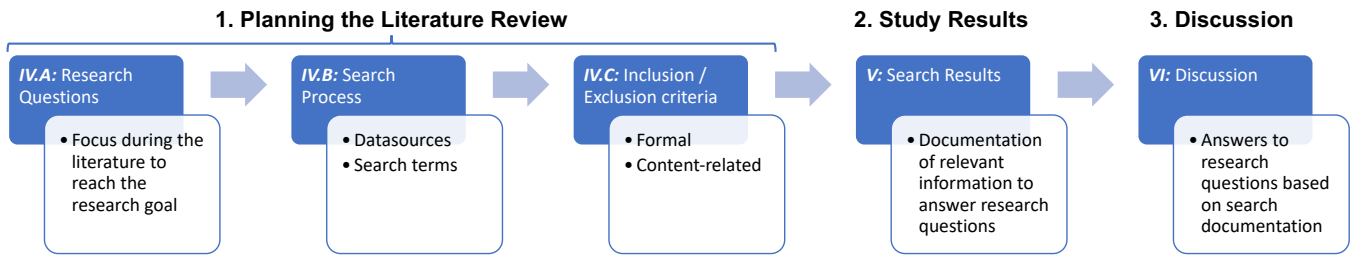 1. Planning the Literature Review
2. Study Results
3. Discussion
IV.A: Research
Questions
• Focus during the
literature to
reach the
research goal
IV.B: Search
Process
• Datasources
• Search terms
IV.C: Inclusion /
Exclusion criteria
• Formal
• Content-related
V: Search Results
• Documentation
of relevant
information to
answer research
questions
VI: Discussion
• Answers to
research
questions based
on search
documentation